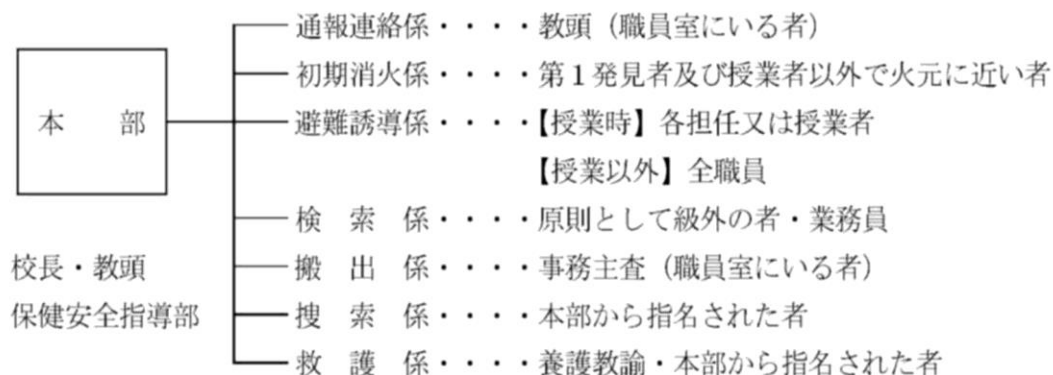 通報連絡係・・・・教頭(職員室にいる者)
初期消火係・・・・第1発見者及び授業者以外で火元に近い者
本　　部
避難誘導係・・・・【授業時】各担任又は授業者
【授業以外】全職員
検　索　係・・・・原則として級外の者・業務員
校長・教頭
搬　出　係・・・・事務主査(職員室にいる者)
保健安全指導部
捜　索　係・・・・本部から指名された者
救　護　係・・・・養護教諭・本部から指名された者